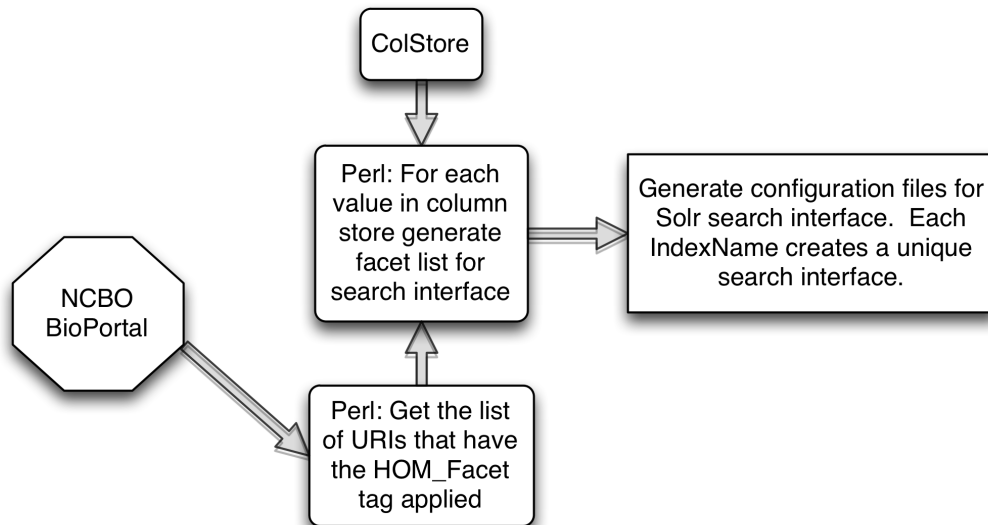 ColStore
Perl: For each
value in column
store generate
facet list for
search interface
Generate configuration files for
Solr search interface.  Each
IndexName creates a unique
search interface.
NCBO
BioPortal
Perl: Get the list
of URIs that have
the HOM_Facet
tag applied